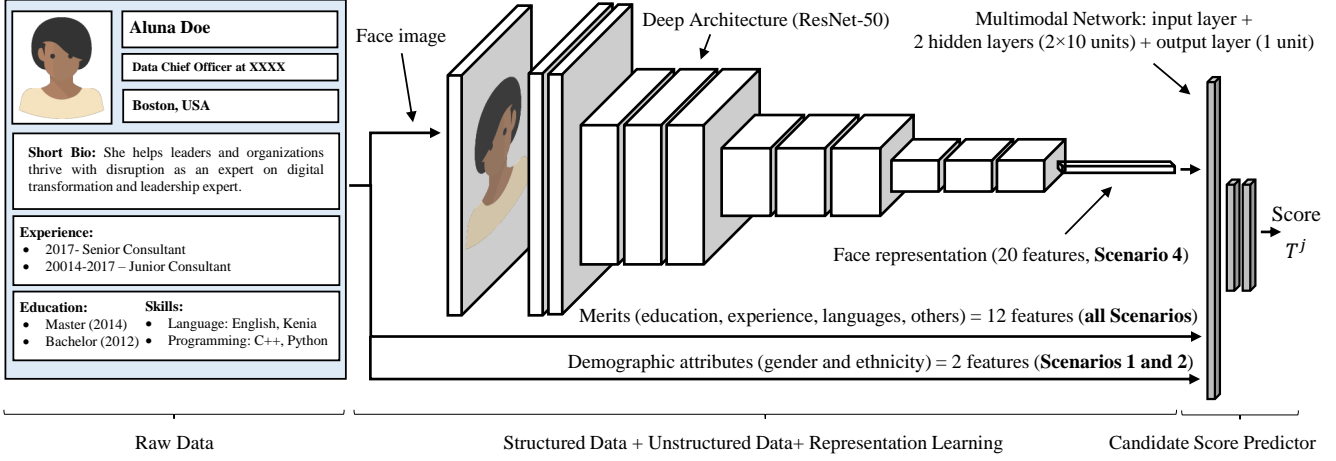 Aluna Doe
Data Chief Officer at XXXX
Boston, USA
Short Bio: She helps leaders and organizations
thrive with disruption as an expert on digital
transformation and leadership expert.
Experience:
• 2017- Senior Consultant
• 20014-2017 – Junior Consultant
Education:
• Master (2014)
• Bachelor (2012)
Skills:
• Language: English, Kenia
• Programming: C++, Python
Face image
Deep Architecture (ResNet-50)
Multimodal Network: input layer +
2 hidden layers (2×10 units) + output layer (1 unit)
Face representation (20 features, Scenario 4)
Merits (education, experience, languages, others) = 12 features (all Scenarios)
Demographic attributes (gender and ethnicity) = 2 features (Scenarios 1 and 2)
Score
T^j
Raw Data
Structured Data + Unstructured Data+ Representation Learning
Candidate Score Predictor